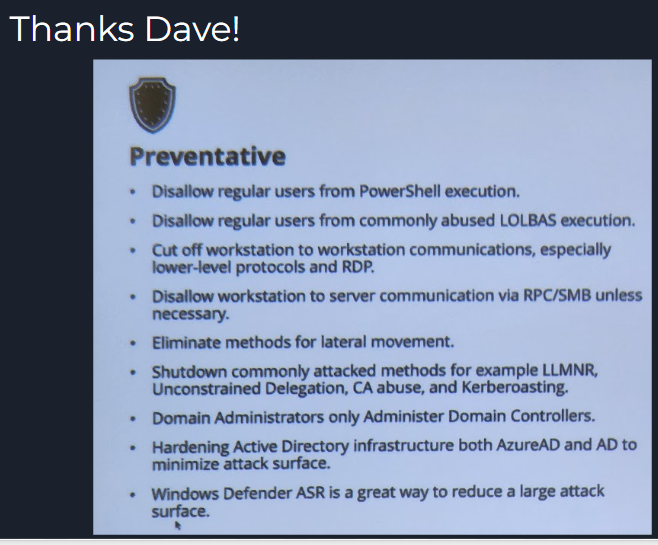 Thanks Dave!
Preventative
• Disallow regular users from PowerShell execution.
• Disallow regular users from commonly abused LOLBAS execution.
• Cut off workstation to workstation communications, especially
lower-level protocols and RDP.
• Disallow workstation to server communication via RPC/SMB unless
necessary.
• Eliminate methods for lateral movement.
• Shutdown commonly attacked methods for example LLMNR,
Unconstrained Delegation, CA abuse, and Kerberoasting.
• Domain Administrators only Administer Domain Controllers.
• Hardening Active Directory infrastructure both AzureAD and AD to
minimize attack surface.
• Windows Defender ASR is a great way to reduce a large attack
surface.